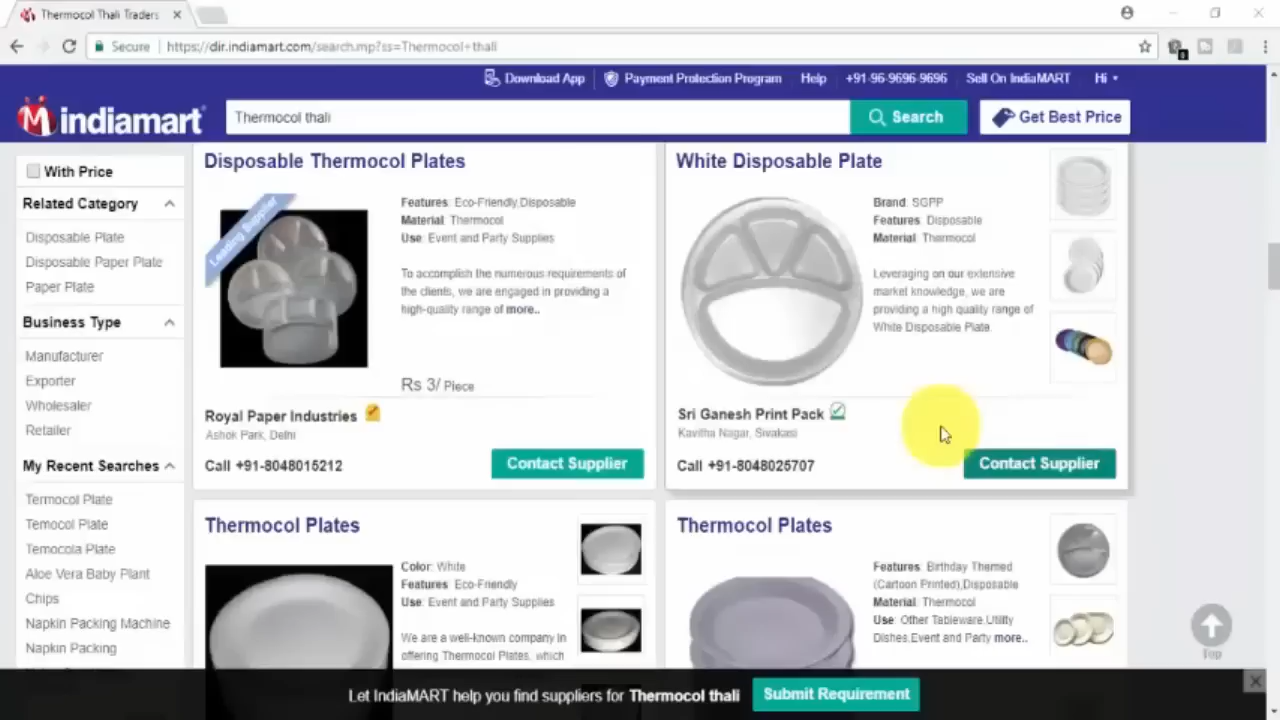 Thermocol Thali Traders
Secure
https://dir.indiamart.com/search.mp?ss=Thermocol+thali
Download App
Payment Protection Program
Help
+91-96-9696-9696
Sell On IndiaMART
Hi
indiamart
Thermocol thali
Search
Get Best Price
With Price
Related Category
Disposable Plate
Disposable Paper Plate
Paper Plate
Business Type
Manufacturer
Exporter
Wholesaler
Retailer
My Recent Searches
Termocol Plate
Temocol Plate
Temocola Plate
Aloe Vera Baby Plant
Chips
Napkin Packing Machine
Napkin Packing
Disposable Thermocol Plates
Leading Supplier
Features: Eco-Friendly,Disposable
Material: Thermocol
Use: Event and Party Supplies
To accomplish the numerous requirements of
the clients, we are engaged in providing a
high-quality range of more..
Rs 3/ Piece
Royal Paper Industries
Ashok Park, Delhi
Call +91-8048015212
Contact Supplier
White Disposable Plate
Brand: SGPP
Features: Disposable
Material: Thermocol
Leveraging on our extensive
market knowledge, we are
providing a high quality range of
White Disposable Plate.
Sri Ganesh Print Pack
Kavitha Nagar, Sivakasi
Call +91-8048025707
Contact Supplier
Thermocol Plates
Color: White
Features: Eco-Friendly
Use: Event and Party Supplies
We are a well-known company in
offering Thermocol Plates, which
Thermocol Plates
Features: Birthday Themed
(Cartoon Printed),Disposable
Material: Thermocol
Use: Other Tableware,Utility
Dishes,Event and Party more..
Top
Let IndiaMART help you find suppliers for Thermocol thali
Submit Requirement